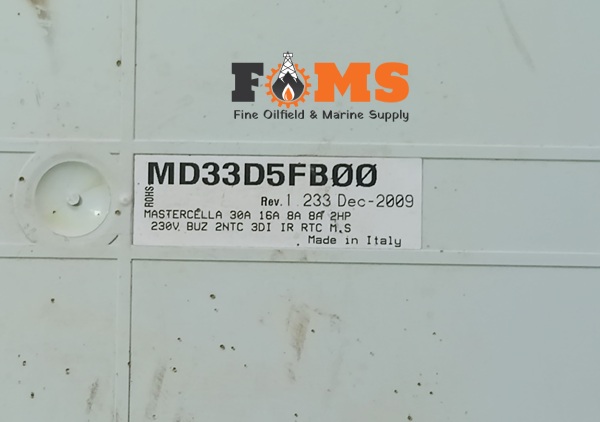 FOMS
Fine Oilfield & Marine Supply
MD33D5FBØØ
ROHS
Rev. 1 233 Dec-2009
MASTERCELLA 30A 16A 8A 8A 2HP
230V BUZ 2NTC 3DI IR RTC M.S
Made in Italy